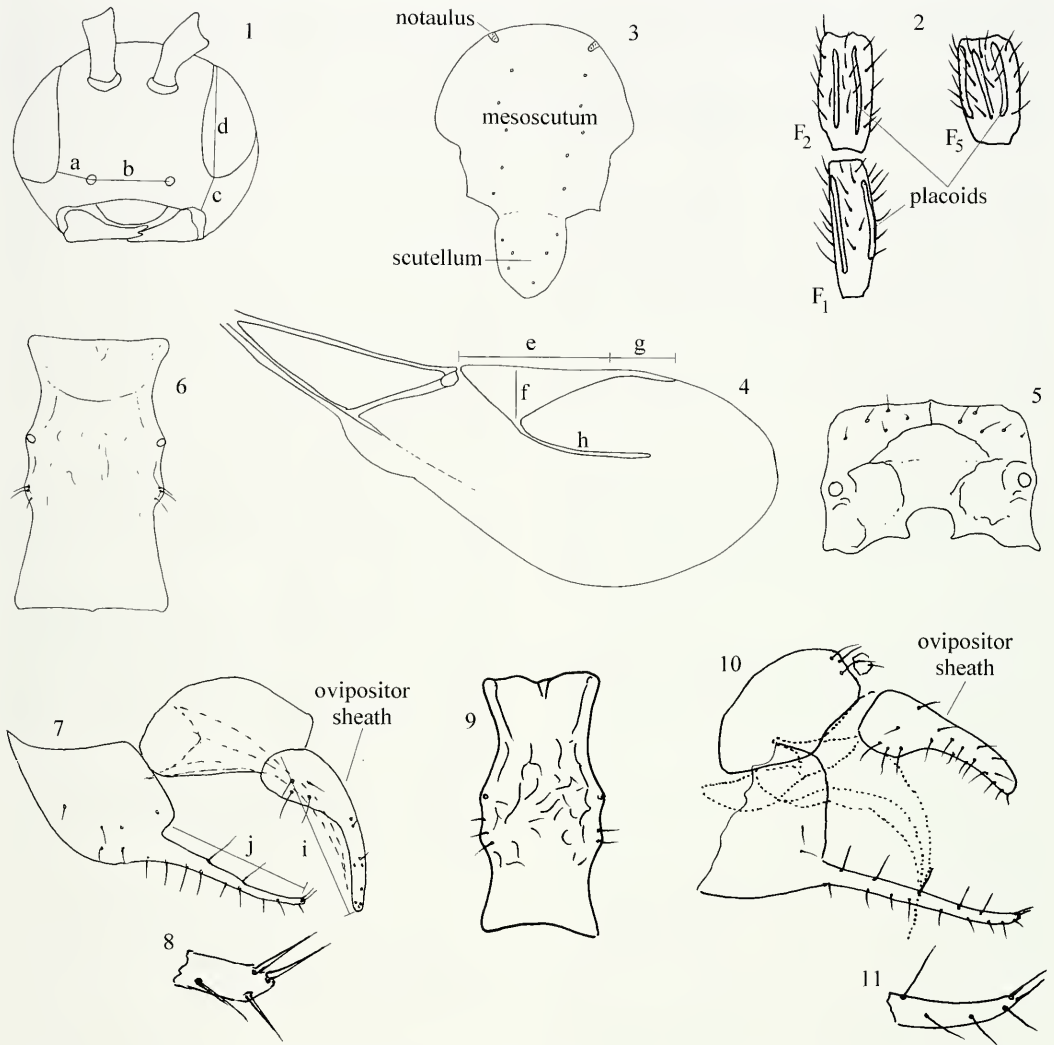 1
a
b
c
d
notaulus
3
mesoscutum
scutellum
2
F2
F5
placoids
placoids
F1
6
e
g
f
h
4
5
7
ovipositor
sheath
j
i
8
9
10
ovipositor
sheath
11